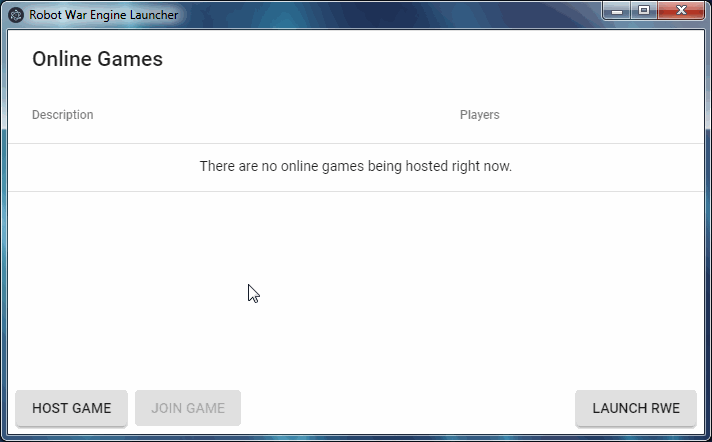 Robot War Engine Launcher
Online Games
Description Players
There are no online games being hosted right now.
HOST GAME JOIN GAME LAUNCH RWE